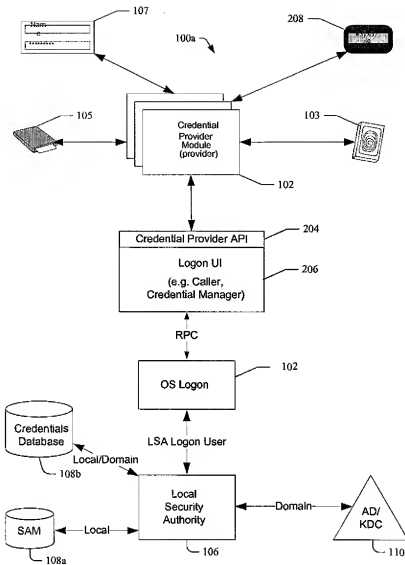 107
208
100a
Nam
e
105
103
Credential
Provider
Module
(provider)
102
Credential Provider API
204
Logon UI
206
(e.g. Caller,
Credential Manager)
RPC
OS Logon
102
Credentials
Database
LSA Logon User
Local/Domain
108b
Local
Security
Authority
SAM
Local
Domain
AD/
KDC
108a
106
110